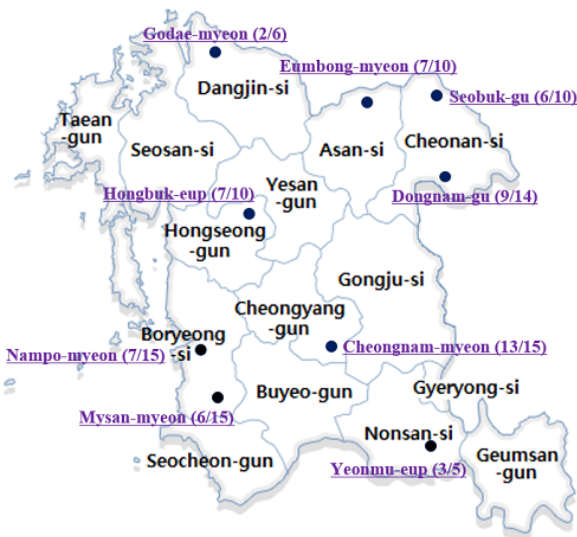 Godae-myeon (2/6)
Eumbong-myeon (7/10)
Dangjin-si
Seobuk-gu (6/10)
Taean
-gun
Seosan-si
Asan-si
Cheonan-si
Hongbuk-eup (7/10)
Yesan
-gun
Dongnam-gu (9/14)
Hongseong
-gun
Gongju-si
Cheongyang
-gun
Boryeong
-si
Nampo-myeon (7/15)
Cheongnam-myeon (13/15)
Buyeo-gun
Gyeryong-si
Mysan-myeon (6/15)
Nonsan-si
Seocheon-gun
Yeonmu-eup (3/5)
Geumsan
-gun